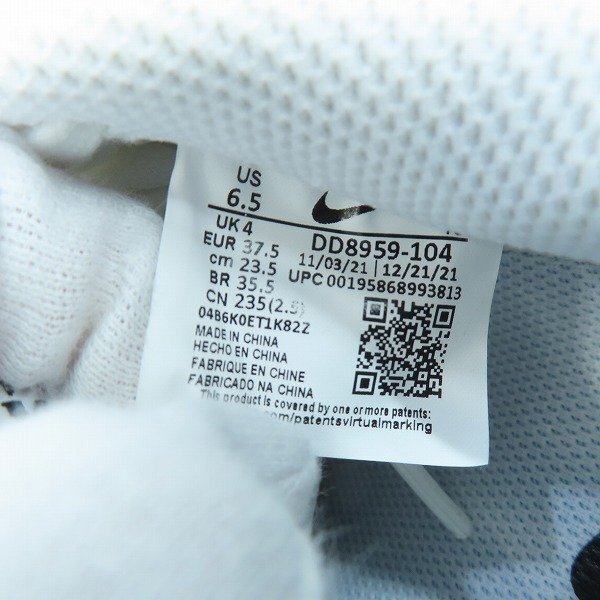 US
6.5
UK 4
EUR 37.5
cm 23.5
BR 35.5
CN 235(2.5)
DD8959-104
11/03/21 | 12/21/21
UPC 00195868993813
04B6K0ET1K82Z
MADE IN CHINA
HECHO EN CHINA
FABRIQUE EN CHINE
FABRICADO NA CHINA
This product is covered by one or more patents:
.com/patentsvirtualmarking